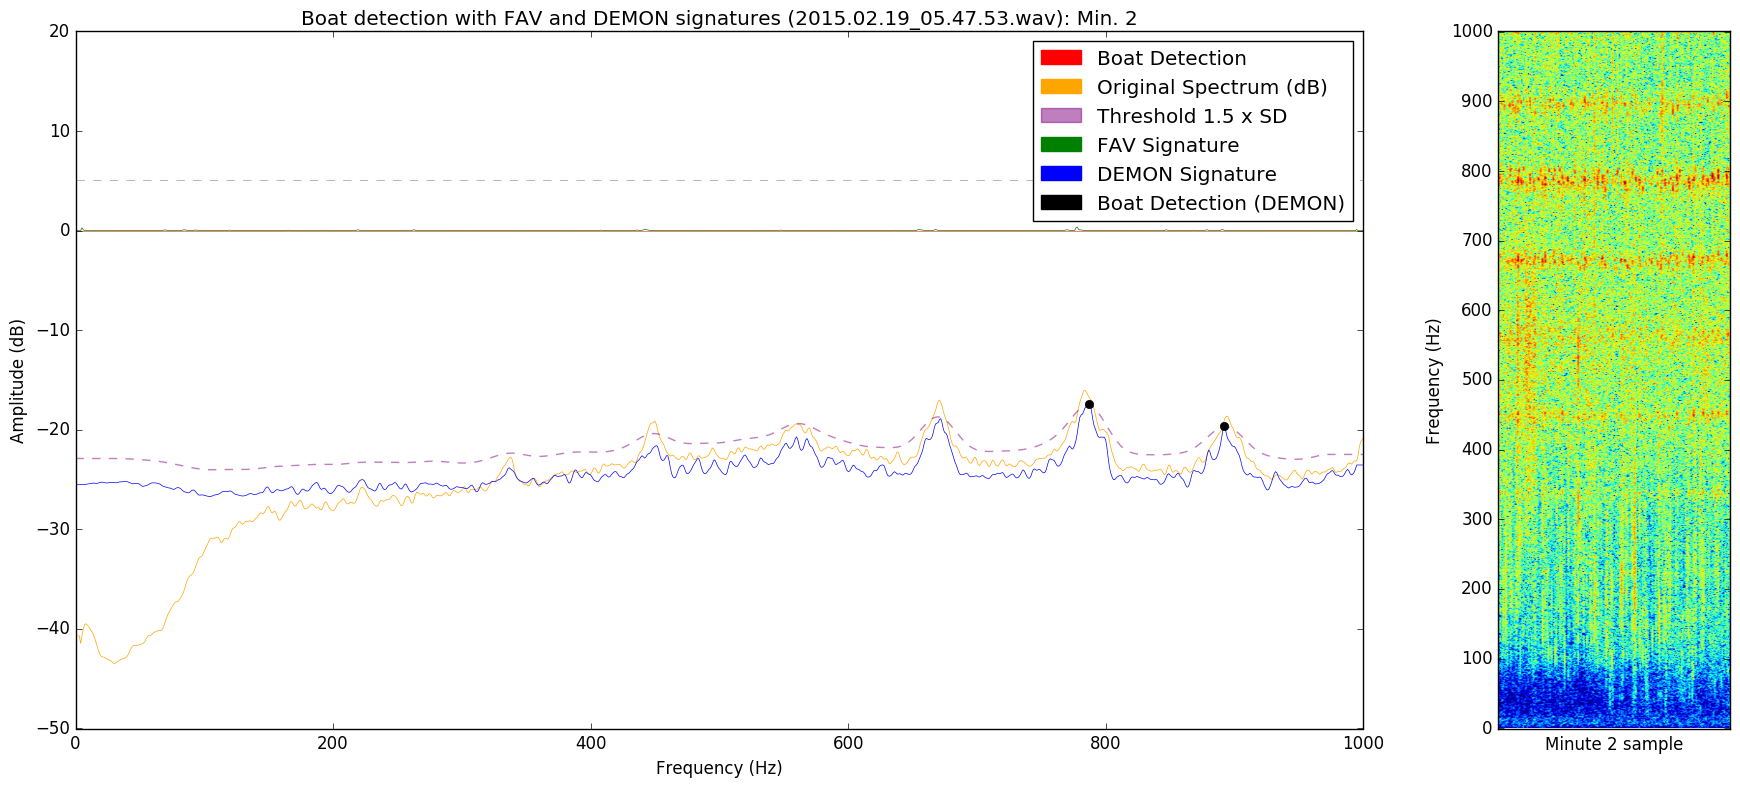 Boat detection with FAV and DEMON signatures (2015.02.19_05.47.53.wav): Min. 2
20
10
0
−10
−20
−30
−40
−50
Amplitude (dB)
0
200
400
600
800
1000
Frequency (Hz)
Boat Detection
Original Spectrum (dB)
Threshold 1.5 x SD
FAV Signature
DEMON Signature
Boat Detection (DEMON)
1000
900
800
700
600
500
400
300
200
100
0
Frequency (Hz)
Minute 2 sample